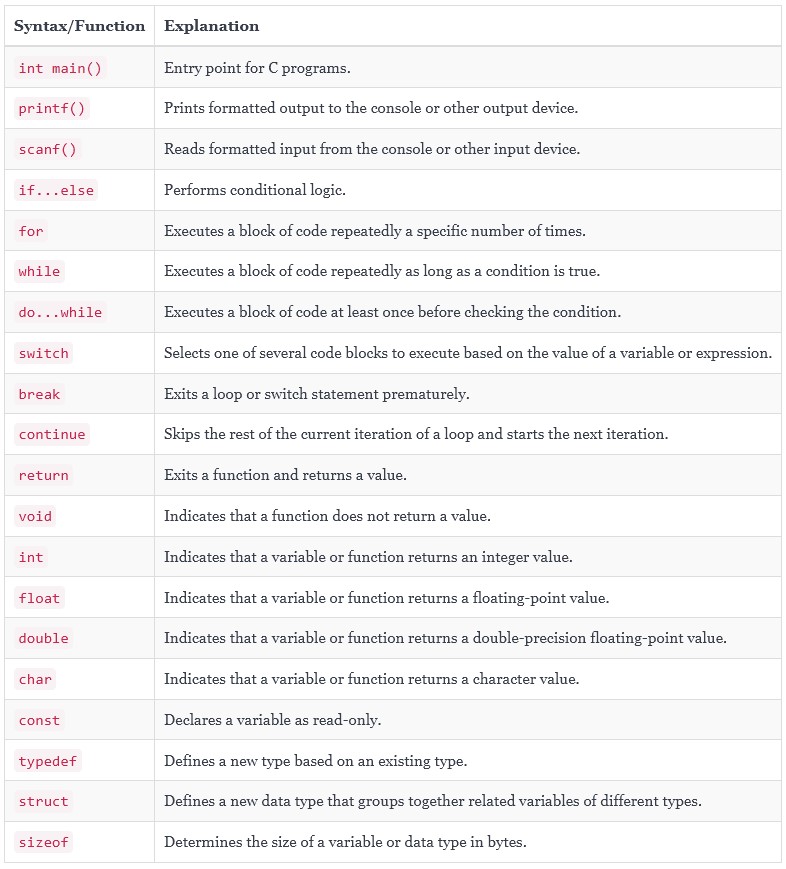 Syntax/Function Explanation
int main() Entry point for C programs.
printf() Prints formatted output to the console or other output device.
scanf() Reads formatted input from the console or other input device.
if...else Performs conditional logic.
for Executes a block of code repeatedly a specific number of times.
while Executes a block of code repeatedly as long as a condition is true.
do...while Executes a block of code at least once before checking the condition.
switch Selects one of several code blocks to execute based on the value of a variable or expression.
break Exits a loop or switch statement prematurely.
continue Skips the rest of the current iteration of a loop and starts the next iteration.
return Exits a function and returns a value.
void Indicates that a function does not return a value.
int Indicates that a variable or function returns an integer value.
float Indicates that a variable or function returns a floating-point value.
double Indicates that a variable or function returns a double-precision floating-point value.
char Indicates that a variable or function returns a character value.
const Declares a variable as read-only.
typedef Defines a new type based on an existing type.
struct Defines a new data type that groups together related variables of different types.
sizeof Determines the size of a variable or data type in bytes.